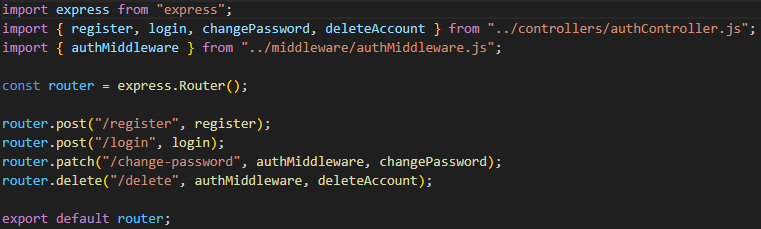 import express from "express";
import { register, login, changePassword, deleteAccount } from "../controllers/authController.js";
import { authMiddleware } from "../middleware/authMiddleware.js";
const router = express.Router();
router.post("/register", register);
router.post("/login", login);
router.patch("/change-password", authMiddleware, changePassword);
router.delete("/delete", authMiddleware, deleteAccount);
export default router;